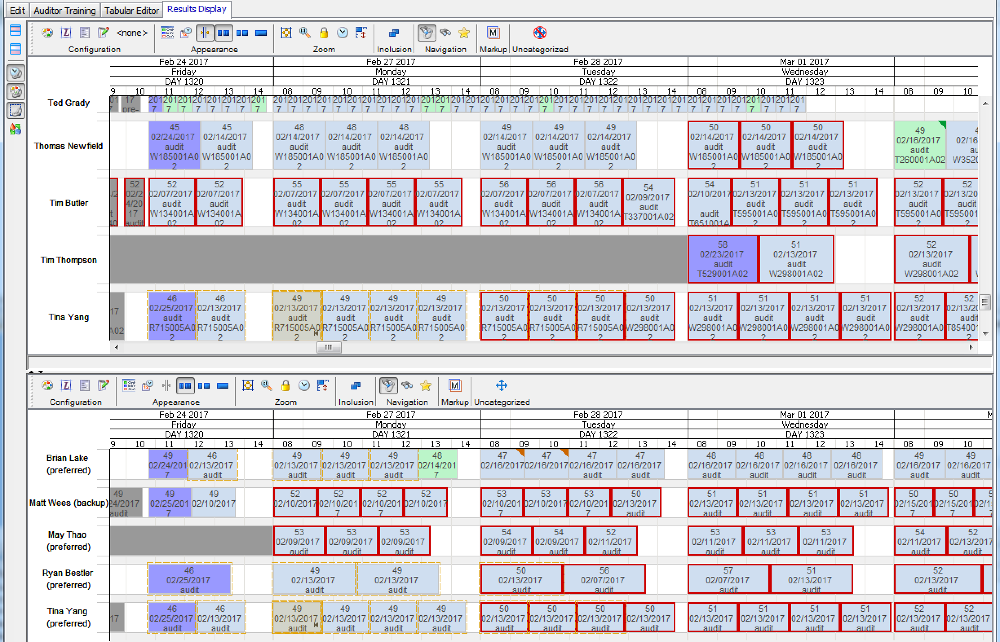 Edit Auditor Training Tabular Editor Results Display
<none>
Configuration Appearance Zoom Inclusion Navigation Markup Uncategorized
Feb 24 2017 Feb 27 2017 Feb 28 2017 Mar 01 2017
Friday Monday Tuesday Wednesday
DAY 1320 DAY 1321 DAY 1322 DAY 1323
9 10 11 12 13 14 08 09 10 11 12 13 14 08 09 10 11 12 13 14 08 09 10 11 12 13 14 08 09 10
Ted Grady
01 17 201 201 201 201 201 201 201 201 201 201 201 201 201 201 201 201 201 201 201 201 201 201 201 201 201 201 201 201 201 201 201 201 201 201 201 201 201 201 201 201 201 201 201 201
7 pre- 7 7 7 7 7 7 7 7 7 7 7 7 7 7 7 7 7 7 7 7 7 7 7 7 7 7 7 7 7 7 7 7 7 7 7 7 7 7 7 7 7 7 7 7
Thomas Newfield
45 45 48 48 48 49 49 49 50 50 50 49
02/24/2017 02/14/2017 02/14/2017 02/14/2017 02/14/2017 02/14/2017 02/14/2017 02/14/2017 02/14/2017 02/14/2017 02/14/2017 02/16/2017 02/16
audit audit audit audit audit audit audit audit audit audit audit audit
W185001A0 W185001A0 W185001A0 W185001A0 W185001A0 W185001A0 W185001A0 W185001A0 W185001A0 W185001A0 W185001A0 T260001A02 W352
2 2 2 2 2 2 2 2 2 2 2
Tim Butler
52 52 52 55 55 55 55 56 56 56 54 54 51 51 51 52 52
02/2 02/07/2017 02/07/2017 02/07/2017 02/07/2017 02/07/2017 02/07/2017 02/07/2017 02/07/2017 02/07/2017 02/09/2017 02/10/2017 02/13/2017 02/13/2017 02/13/2017 02/13/2017 02/13/20
4/20 audit audit audit audit audit audit audit audit audit audit audit audit audit audit audit audit
17 W134001A W134001A W134001A W134001A W134001A W134001A W134001A W134001A W134001A T337001A02 audit T595001A0 T595001A0 T595001A0 T595001A0 T595001
audit 02 02 02 02 02 02 02 02 02 T651001A 2 2 2 2 2
Tim Thompson
58 51 52
02/23/2017 02/13/2017 02/13/2017
audit audit audit
T529001A02 W298001A02 W298001A02
Tina Yang
46 46 49 49 49 49 50 50 50 50 51 51 51 51 52 52
17 02/25/2017 02/13/2017 02/13/2017 02/13/2017 02/13/2017 02/13/2017 02/13/2017 02/13/2017 02/13/2017 02/13/2017 02/13/2017 02/13/2017 02/13/2017 02/13/2017 02/13/2017 02/13/20
audit audit audit audit audit audit audit audit audit audit audit audit audit audit audit audit
A02 R715005A0 R715005A0 R715005A0 R715005A0 R715005A0 R715005A0 R715005A0 R715005A0 R715005A0 W298001A0 W298001A0 W298001A0 W298001A0 W298001A0 W298001A0 T854001
2 2 2 2 2 2 2 2 2 2 2 2 2 2 2 2
Configuration Appearance Zoom Inclusion Navigation Markup Uncategorized
Feb 24 2017 Feb 27 2017 Feb 28 2017 Mar 01 2017
Friday Monday Tuesday Wednesday
DAY 1320 DAY 1321 DAY 1322 DAY 1323
9 10 11 12 13 14 08 09 10 11 12 13 14 08 09 10 11 12 13 14 08 09 10 11 12 13 14 08 09 10
Brian Lake
(preferred)
49 46 49 49 49 48 47 47 47 47 48 48 48 48 49 49
02/24/201 02/13/2017 02/13/2017 02/13/2017 02/13/2017 02/14/201 02/16/2017 02/16/2017 02/16/2017 02/16/2017 02/16/2017 02/16/2017 02/16/2017 02/16/2017 02/16/2017 02/16/2017
7 audit audit audit audit 7 audit audit audit audit audit audit audit audit
Matt Wees (backup)
49 49 49 52 52 52 52 53 53 53 50 51 51 51 51 50 50
24/2017 02/25/201 02/10/2017 02/10/2017 02/10/201 02/10/201 02/10/2017 02/10/201 02/10/2017 02/10/201 02/13/2017 02/13/2017 02/13/2017 02/13/2017 02/13/2017 02/15/201 02/15/201
audit 7 7 7 7 7 audit audit audit audit audit 7 7
May Thao
(preferred)
53 53 53 54 54 52 53 53 53 54 52
02/09/2017 02/09/2017 02/09/2017 02/09/2017 02/09/2017 02/11/2017 02/11/2017 02/11/2017 02/11/2017 02/11/2017 02/13/2017
audit audit audit audit audit audit audit audit audit audit audit
Ryan Bestler
(preferred)
46 49 49 50 56 57 51 52
02/25/2017 02/13/2017 02/13/2017 02/13/2017 02/07/2017 02/07/2017 02/13/2017 02/13/2017
audit audit audit audit audit audit audit audit
Tina Yang
(preferred)
46 46 49 49 49 49 50 50 50 50 51 51 51 51 52 52
17 02/25/2017 02/13/2017 02/13/2017 02/13/2017 02/13/2017 02/13/2017 02/13/2017 02/13/2017 02/13/2017 02/13/2017 02/13/2017 02/13/2017 02/13/2017 02/13/2017 02/13/2017 02/13/2017
audit audit audit audit audit audit audit audit audit audit audit audit audit audit audit audit